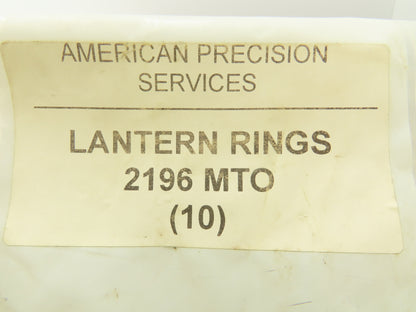 AMERICAN PRECISION
SERVICES
LANTERN RINGS
2196 MTO
(10)